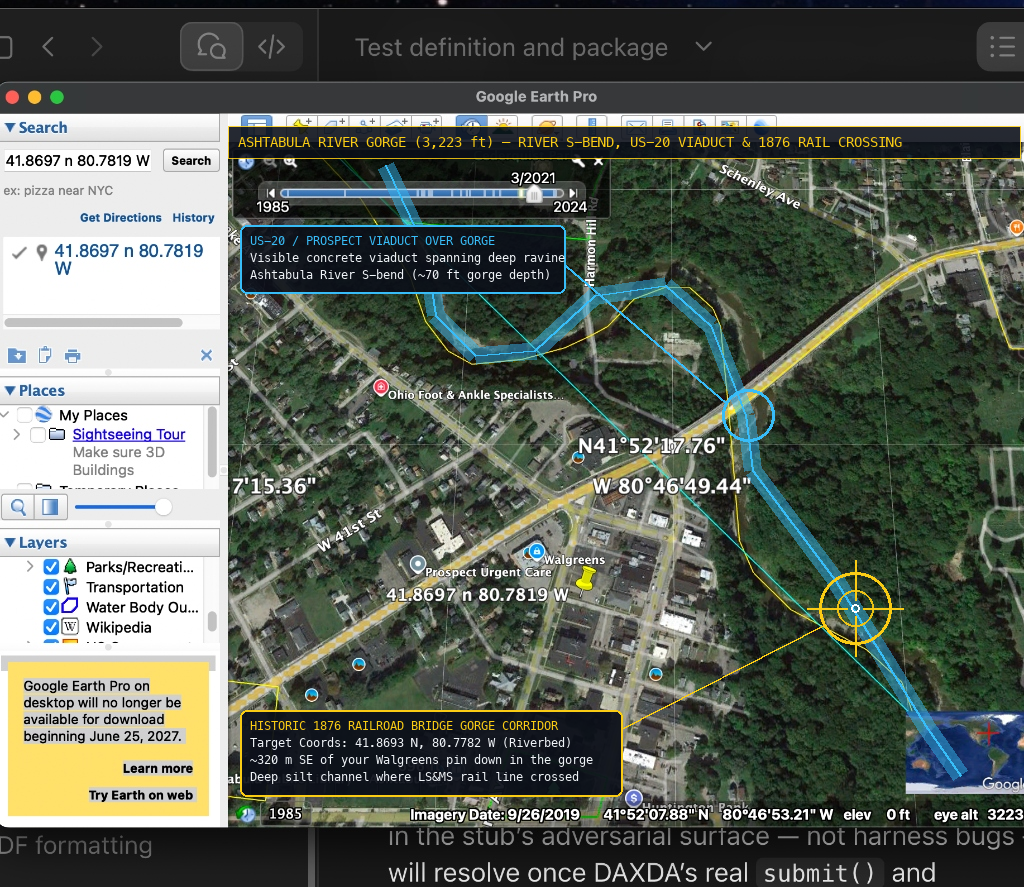 Test definition and package
Google Earth Pro
Search
41.8697 n 80.7819 W
Search
ex: pizza near NYC
Get Directions
History
41.8697 n 80.7819
W
Places
My Places
Sightseeing Tour
Make sure 3D
Buildings
Layers
Parks/Recreati...
Transportation
Water Body Ou...
Wikipedia
Google Earth Pro on
desktop will no longer be
available for download
beginning June 25, 2027.
Learn more
Try Earth on web
ASHTABULA RIVER GORGE (3,223 ft) — RIVER S-BEND, US-20 VIADUCT & 1876 RAIL CROSSING
3/2021
1985
2024
Schenley Ave
Harmon Hil
US-20 / PROSPECT VIADUCT OVER GORGE
Visible concrete viaduct spanning deep ravine
Ashtabula River S-bend (~70 ft gorge depth)
Ohio Foot & Ankle Specialists...
N41°52'17.76"
W 80°46'49.44"
7'15.36"
W 41st St
Walgreens
Prospect Urgent Care
41.8697 n 80.7819 W
HISTORIC 1876 RAILROAD BRIDGE GORGE CORRIDOR
Target Coords: 41.8693 N, 80.7782 W (Riverbed)
~320 m SE of your Walgreens pin down in the gorge
Deep silt channel where LS&MS rail line crossed
Googl
Huntington Bank
1985
Imagery Date: 9/26/2019
41°52'07.88" N
80°46'53.21" W
elev
0 ft
eye alt
3223
DF formatting
in the stub's adversarial surface — not harness bugs
will resolve once DAXDA's real submit() and